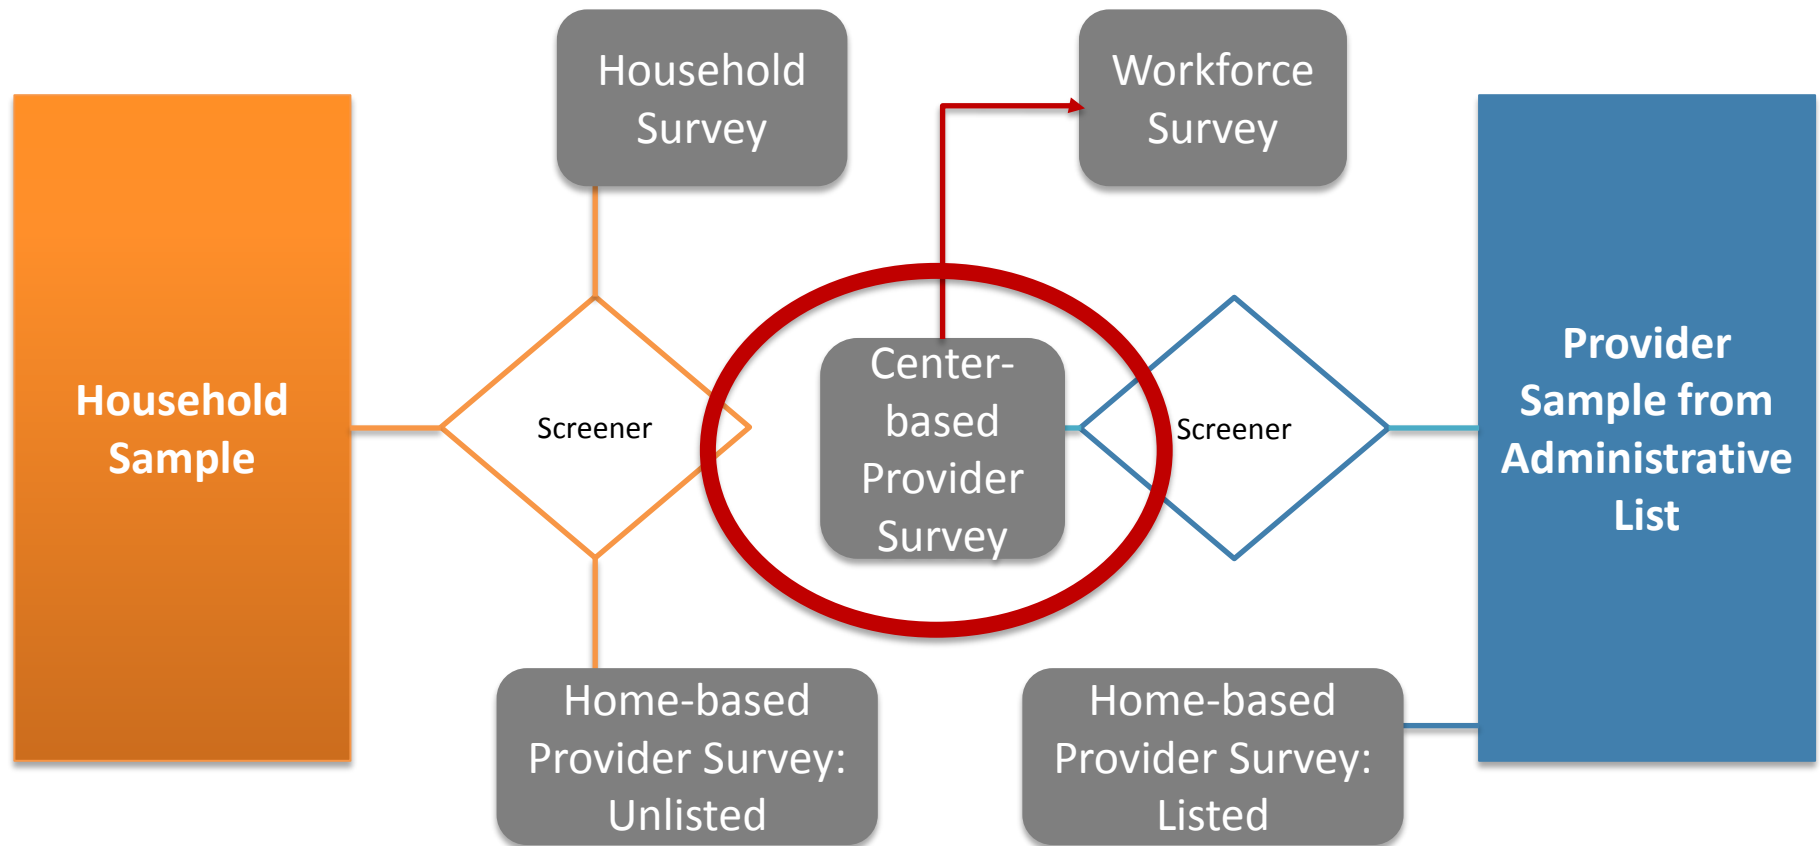 Household
Survey
Workforce
Survey
Household
Sample
Screener
Center-
based
Provider
Survey
Screener
Provider
Sample from
Administrative
List
Home-based
Provider Survey:
Unlisted
Home-based
Provider Survey:
Listed